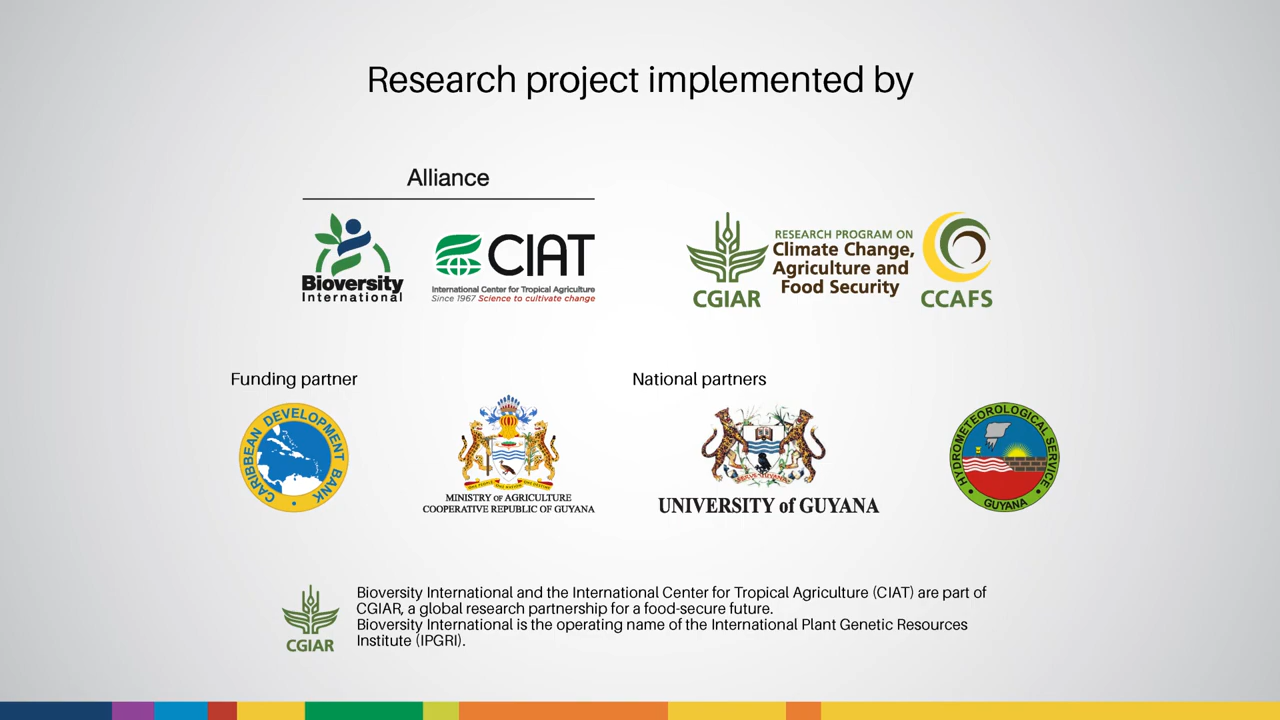 Research project implemented by
Alliance
Bioversity
International
CIAT
International Center for Tropical Agriculture
Since 1967 Science to cultivate change
CGIAR
RESEARCH PROGRAM ON
Climate Change,
Agriculture and
Food Security
CCAFS
Funding partner
CARIBBEAN DEVELOPMENT BANK
MINISTRY OF AGRICULTURE
COOPERATIVE REPUBLIC OF GUYANA
National partners
UNIVERSITY of GUYANA
HYDROMETEOROLOGICAL SERVICE
GUYANA
CGIAR
Bioversity International and the International Center for Tropical Agriculture (CIAT) are part of
CGIAR, a global research partnership for a food-secure future.
Bioversity International is the operating name of the International Plant Genetic Resources
Institute (IPGRI).